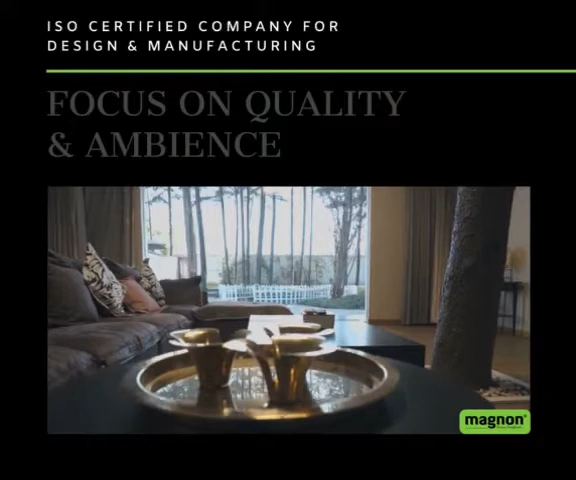 ISO CERTIFIED COMPANY FOR
DESIGN & MANUFACTURING
FOCUS ON QUALITY
& AMBIENCE
magnon®